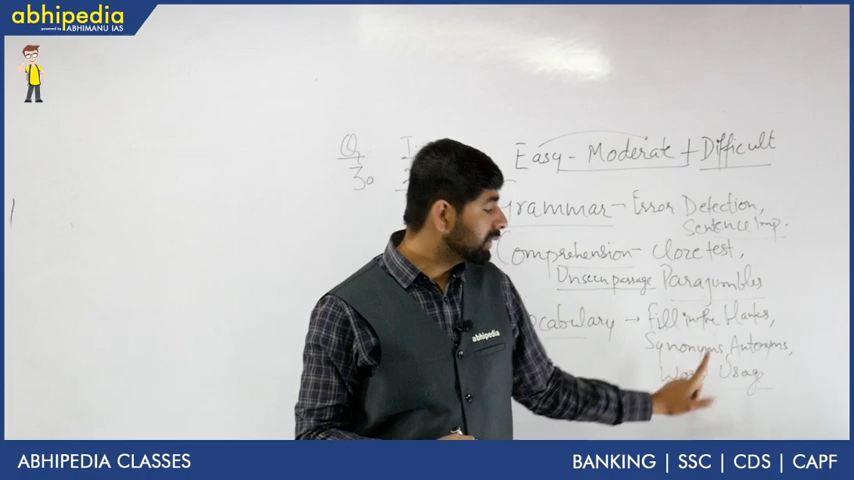 abhipedia
powered by ABHIMANU IAS
Q
30
Easy - Moderate + Difficult
Grammar - Error Detection,
Sentence Imp.
Comprehension - Cloze test,
Unseen passage Parajumbles
Vocabulary → Fill in the blanks,
Synonyms, Antonyms,
Usage
abhipedia
ABHIPEDIA CLASSES
BANKING | SSC | CDS | CAPF